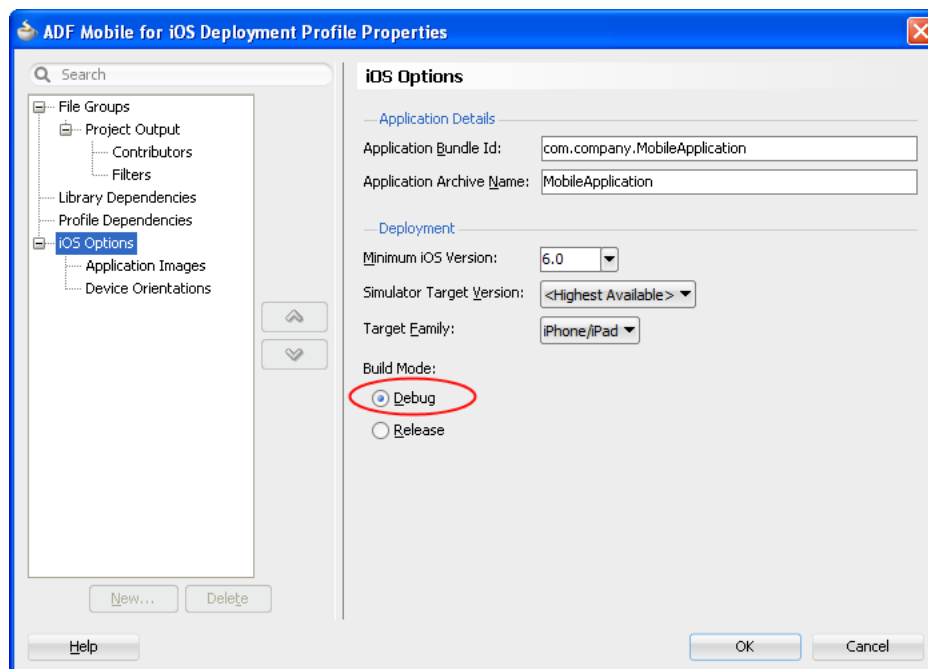 ADF Mobile for iOS Deployment Profile Properties
Search
File Groups
Project Output
Contributors
Filters
Library Dependencies
Profile Dependencies
iOS Options
Application Images
Device Orientations
New...
Delete
iOS Options
Application Details
Application Bundle Id: com.company.MobileApplication
Application Archive Name: MobileApplication
Deployment
Minimum iOS Version: 6.0
Simulator Target Version: <Highest Available>
Target Family: iPhone/iPad
Build Mode:
Debug
Release
Help
OK
Cancel